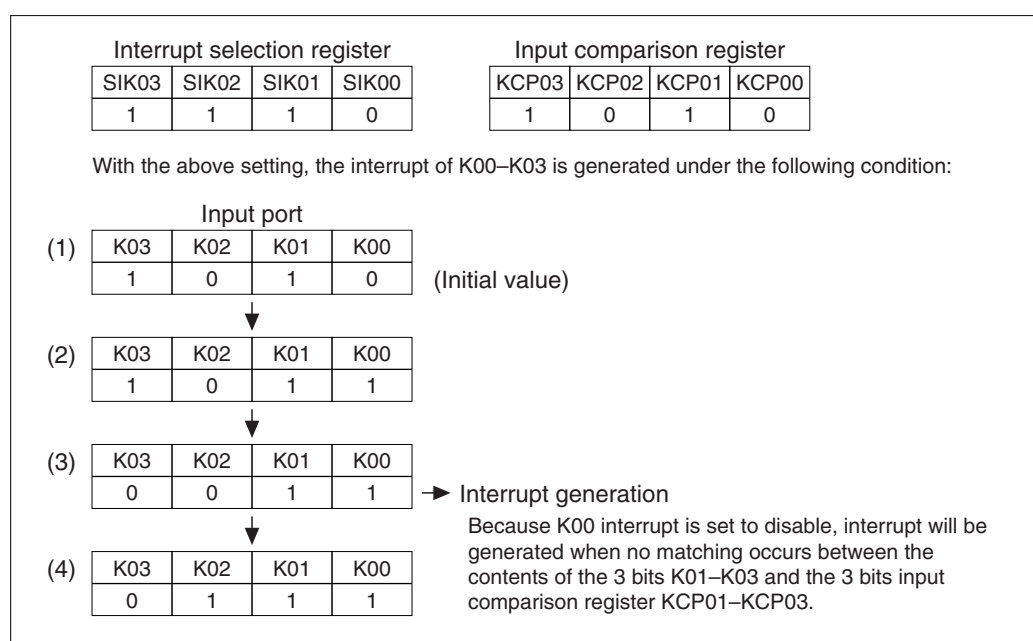 Interrupt selection register
SIK03 SIK02 SIK01 SIK00
1 1 1 0
Input comparison register
KCP03 KCP02 KCP01 KCP00
1 0 1 0
With the above setting, the interrupt of K00–K03 is generated under the following condition:
Input port
(1) K03 K02 K01 K00
1 0 1 0 (Initial value)
(2) K03 K02 K01 K00
1 0 1 1
(3) K03 K02 K01 K00
0 0 1 1 Interrupt generation
Because K00 interrupt is set to disable, interrupt will be
generated when no matching occurs between the
contents of the 3 bits K01–K03 and the 3 bits input
comparison register KCP01–KCP03.
(4) K03 K02 K01 K00
0 1 1 1